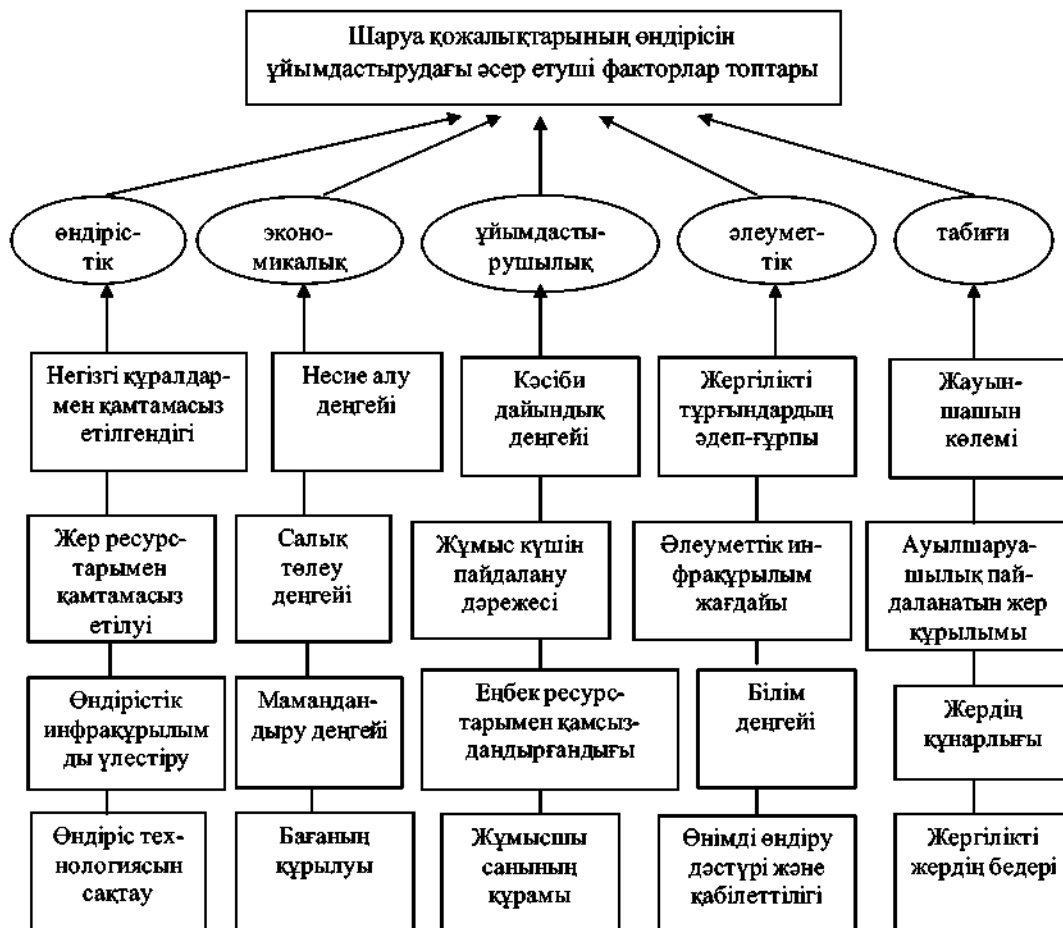 Шаруа қожалықтарының өндірісін
ұйымдастырудағы әсер етуші факторлар топтары
өндіріс-
тік
эконо-
микалық
ұйымдасты-
рушылық
әлеумет-
тік
табиғи
Негізгі құралдар-
мен қамтамасыз
етілгендігі
Несие алу
деңгейі
Кәсіби
дайындық
деңгейі
Жергілікті
тұрғындардың
әдеп-ғұрпы
Жауын-
шашын
көлемі
Жер ресурс-
тарымен
қамтамасыз
етілуі
Салық
төлеу
деңгейі
Жұмыс күшін
пайдалану
дәрежесі
Әлеуметтік ин-
фрақұрылым
жағдайы
Ауылшаруа-
шылық пай-
даланатын жер
құрылымы
Өндірістік
инфрақұрылым
ды үлестіру
Мамандан-
дыру деңгейі
Еңбек ресурс-
тарымен қамсыз-
дандырғандығы
Білім
деңгейі
Жердің
құнарлығы
Өндіріс тех-
нологиясын
сақтау
Бағаның
құрылуы
Жұмысшы
санының
құрамы
Өнімді өндіру
дәстүрі және
қабілеттілігі
Жергілікті
жердің бедері